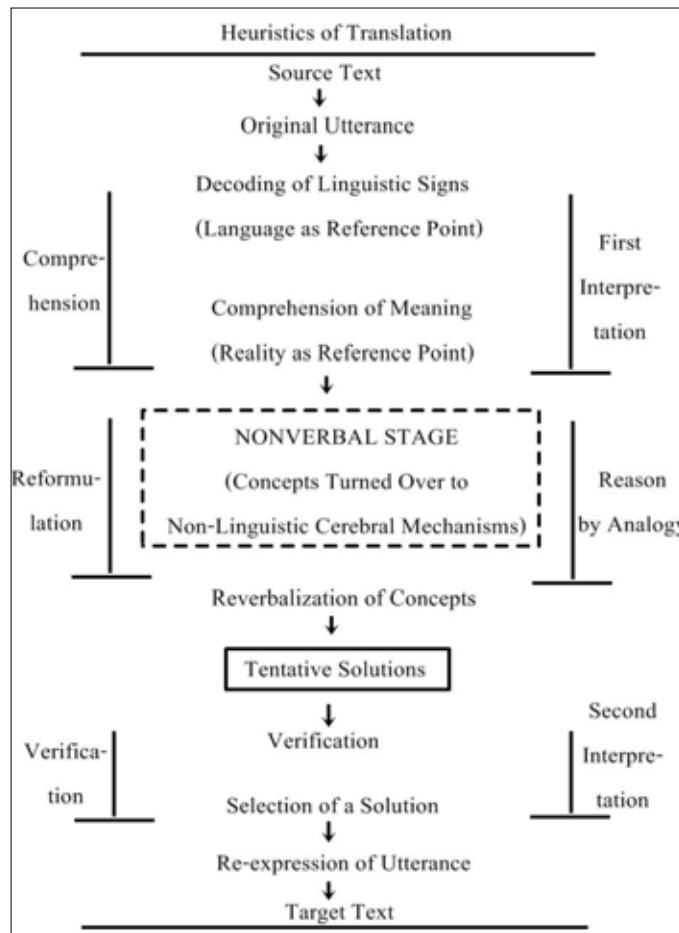 Heuristics of Translation
Source Text
Original Utterance
Decoding of Linguistic Signs
(Language as Reference Point)
Compre-
hension
First
Interpre-
tation
Comprehension of Meaning
(Reality as Reference Point)
NONVERBAL STAGE
(Concepts Turned Over to
Non-Linguistic Cerebral Mechanisms)
Reformu-
lation
Reason
by Analogy
Reverbalization of Concepts
Tentative Solutions
Verification
Verifica-
tion
Second
Interpre-
tation
Selection of a Solution
Re-expression of Utterance
Target Text